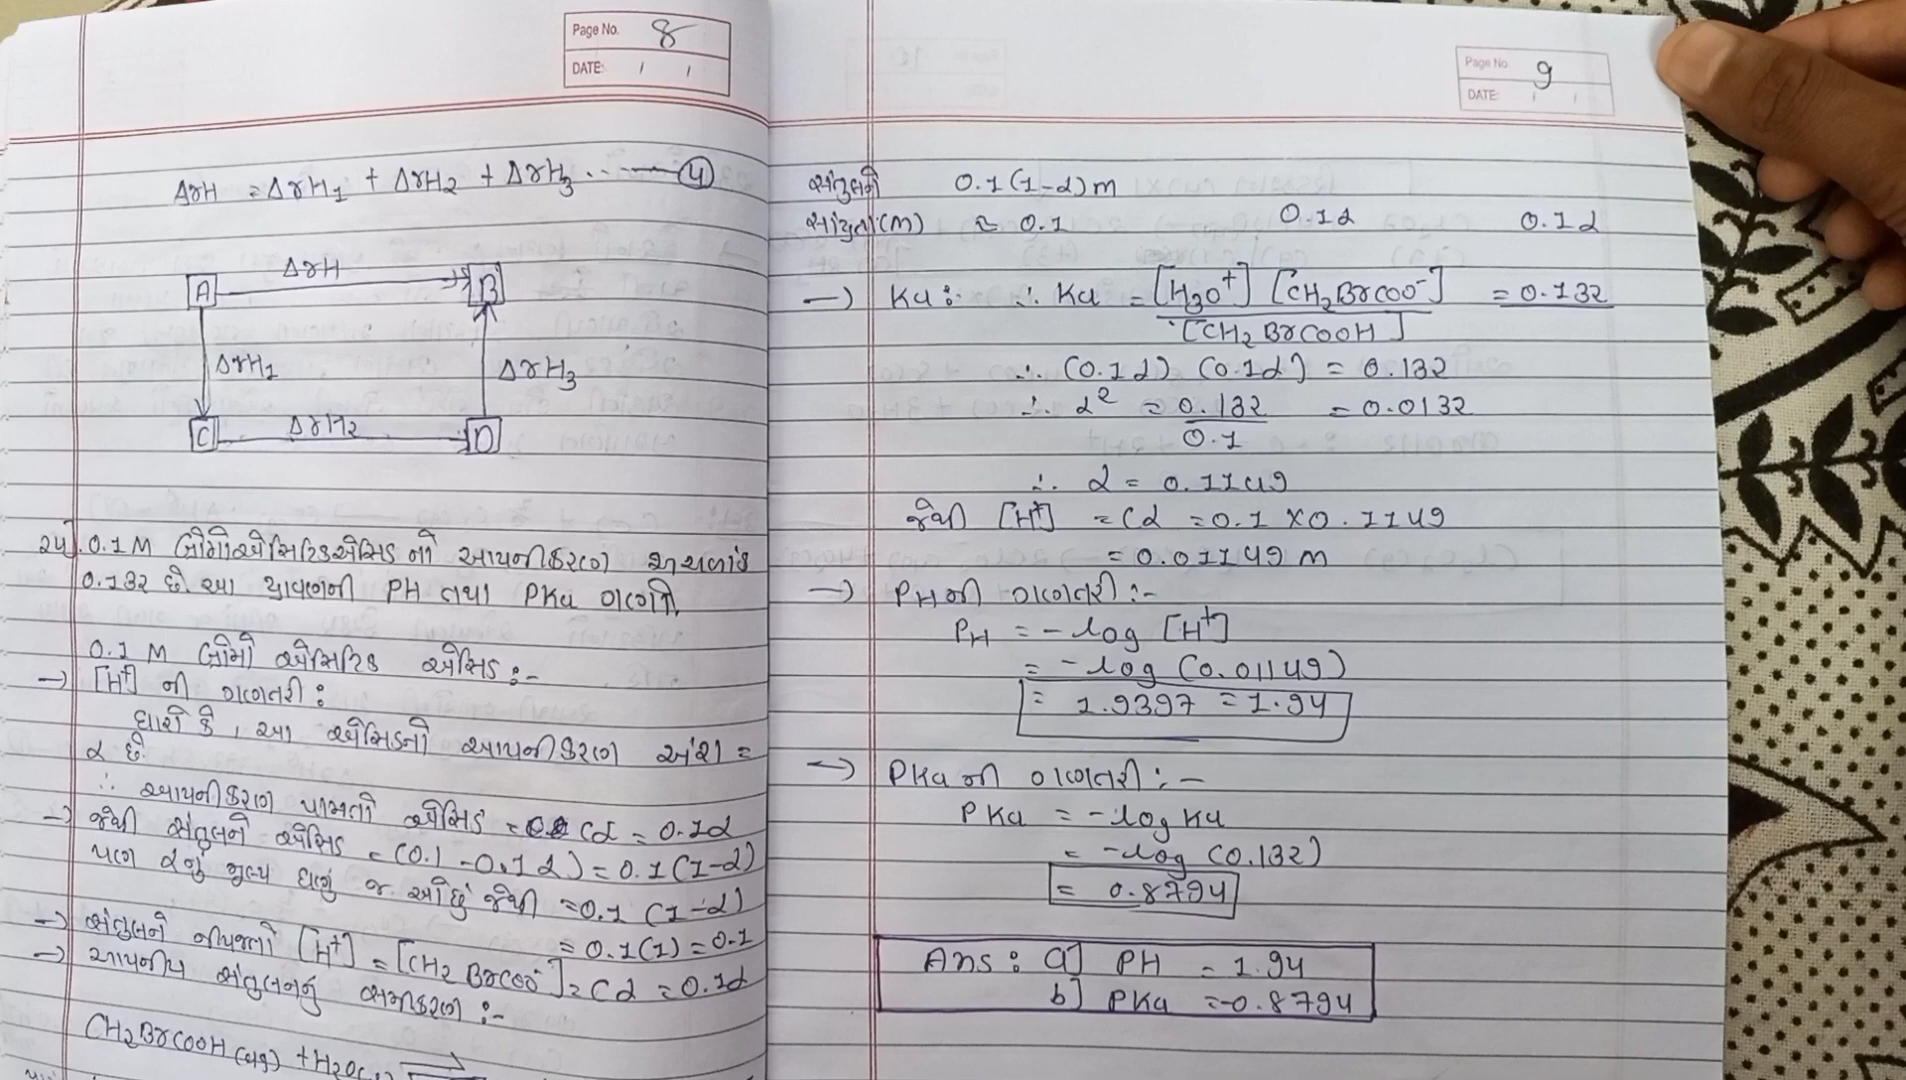 Page No. 8
DATE: / /
ΔrH = ΔrH1 + ΔrH2 + ΔrH3 . . . ---- (4)
A ΔrH B
ΔrH1 ΔrH3
C ΔrH2 D
24]. 0.1M બ્રોમોએસિટિકએસિડ નો આયનીકરણ અચળાંક
0.132 છે. આ દ્રાવણની PH તથા PKa ગણો.
0.1 M બ્રોમો એસિટિક એસિડ :-
→ [H+] ની ગણતરી :
ધારો કે , આ એસિડનો આયનીકરણ અંશ =
α છે.
∴ આયનીકરણ પામતો એસિડ = Cα = 0.1α
→ જેથી સંતુલને એસિડ = (0.1 - 0.1α) = 0.1(1-α)
પણ α નું મૂલ્ય ઘણું જ ઓછું જેથી = 0.1 (1-α)
= 0.1(1) = 0.1
→ સંતુલને નીપજતો [H+] = [CH2BrCOO-] = Cα = 0.1α
→ આયનીય સંતુલનનું સમીકરણ :-
CH2BrCOOH(aq) + H2O
Page No 9
DATE: / /
સંતુલને 0.1(1-α)m
સાંદ્રતા(M) ≈ 0.1 0.1α 0.1α
→ Ka :- ∴ Ka = [H3O+] [CH2BrCOO-] = 0.132
[CH2BrCOOH]
∴ (0.1α) (0.1α) = 0.132
∴ α2 = 0.132 = 0.0132
0.1
∴ α = 0.1149
જેથી [H+] = Cα = 0.1 X 0.1149
= 0.01149 m
→ PH ની ગણતરી :-
PH = - log [H+]
= - log (0.01149)
= 1.9397 = 1.94
→ PKa ની ગણતરી :-
PKa = - log Ka
= - log (0.132)
= 0.8794
Ans : a] PH = 1.94
b] PKa = 0.8794